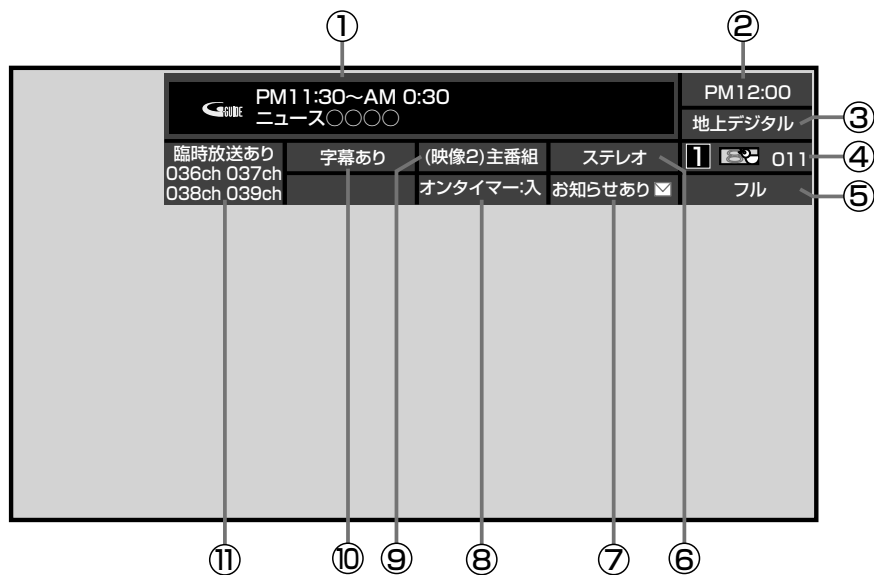 ① ②
G GUIDE PM11:30～AM 0:30
ニュース○○○○
PM12:00
地上デジタル ③
臨時放送あり
036ch 037ch
038ch 039ch
字幕あり
(映像2)主番組
ステレオ
1 011 ④
オンタイマー:入
お知らせあり
フル ⑤
⑪ ⑩ ⑨ ⑧ ⑦ ⑥